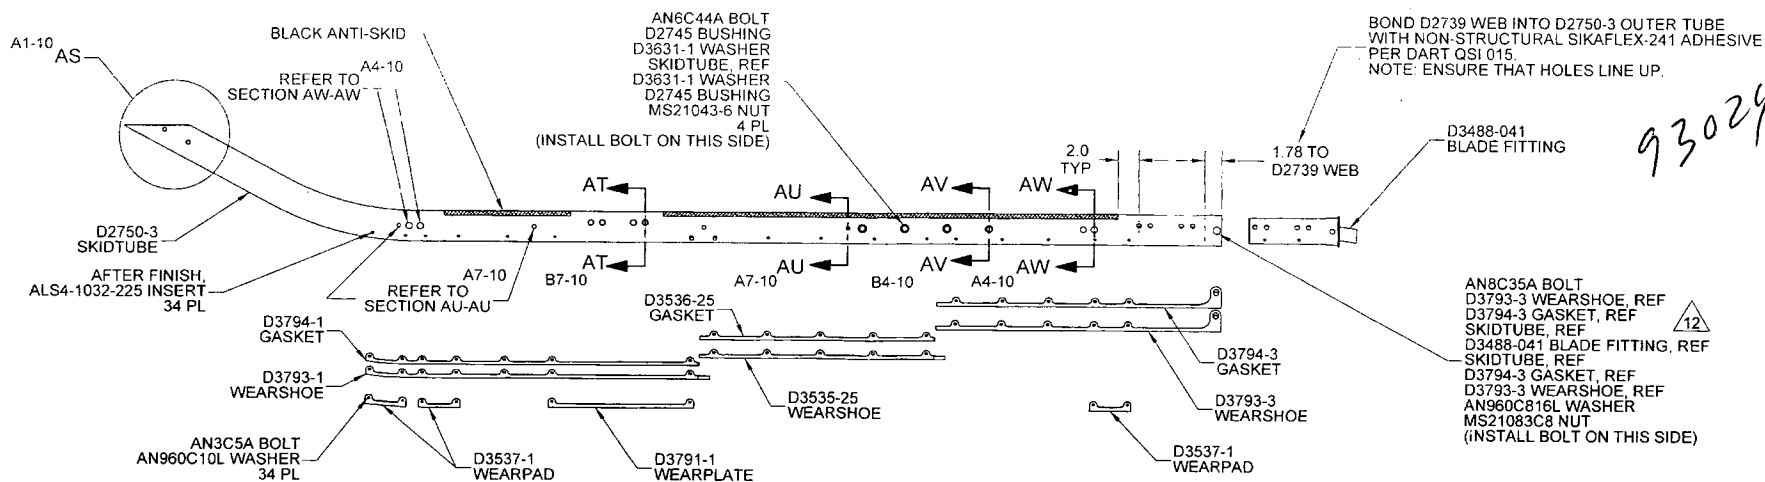 A1-10
AS
BLACK ANTI-SKID
REFER TO
SECTION AW-AW
A4-10
AN6C44A BOLT
D2745 BUSHING
D3631-1 WASHER
SKIDTUBE, REF
D3631-1 WASHER
D2745 BUSHING
MS21043-6 NUT
4 PL
(INSTALL BOLT ON THIS SIDE)
BOND D2739 WEB INTO D2750-3 OUTER TUBE
WITH NON-STRUCTURAL SIKAFLEX-241 ADHESIVE
PER DART QSI 015.
NOTE: ENSURE THAT HOLES LINE UP.
D3488-041
BLADE FITTING
2.0
TYP
1.78 TO
D2739 WEB
AT
AU
AV
AW
D2750-3
SKIDTUBE
AFTER FINISH,
ALS4-1032-225 INSERT
34 PL
REFER TO
SECTION AU-AU
A7-10
AT
B7-10
AU
A7-10
AV
B4-10
AW
A4-10
D3794-1
GASKET
D3793-1
WEARSHOE
AN3C5A BOLT
AN960C10L WASHER
34 PL
D3537-1
WEARPAD
D3791-1
WEARPLATE
D3536-25
GASKET
D3535-25
WEARSHOE
D3794-3
GASKET
D3793-3
WEARSHOE
D3537-1
WEARPAD
AN8C35A BOLT
D3793-3 WEARSHOE, REF
D3794-3 GASKET, REF
SKIDTUBE, REF
D3488-041 BLADE FITTING, REF
SKIDTUBE, REF
D3794-3 GASKET, REF
D3793-3 WEARSHOE, REF
AN960C816L WASHER
MS21083C8 NUT
(INSTALL BOLT ON THIS SIDE)
12